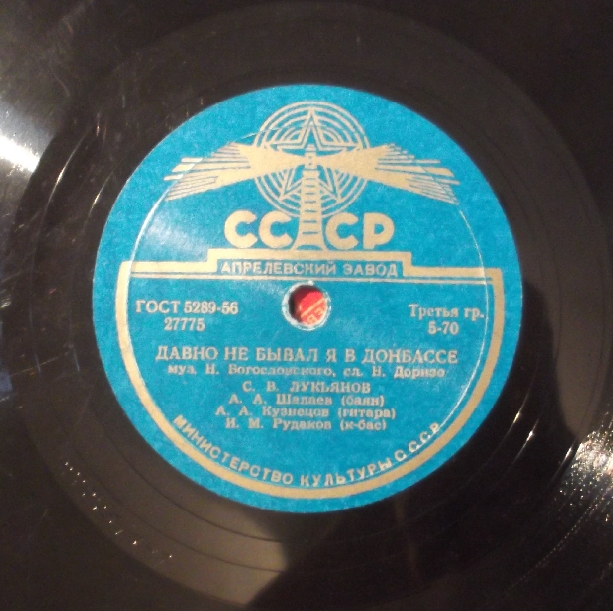 СССР
АПРЕЛЕВСКИЙ ЗАВОД
ГОСТ 5289-56
27775
Третья гр.
5-70
ДАВНО НЕ БЫВАЛ Я В ДОНБАССЕ
муз. Н. Богословского, сл. Н. Доризо
С. В. ЛУКЬЯНОВ
А. А. Шалаев (баян)
А. А. Кузнецов (гитара)
И. М. Рудаков (к-бас)
МИНИСТЕРСТВО КУЛЬТУРЫ СССР